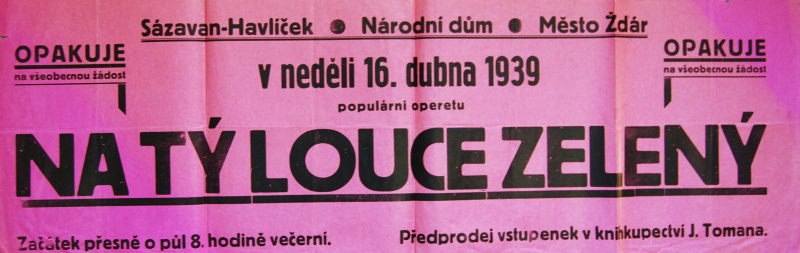 Sázavan-Havlíček ● Národní dům ● Město Ždár
OPAKUJE
na všeobecnou žádost
v neděli 16. dubna 1939
OPAKUJE
na všeobecnou žádost
populární operetu
NA TÝ LOUCE ZELENÝ
Začátek přesně o půl 8. hodině večerní.
Předprodej vstupenek v knihkupectví J. Tomana.